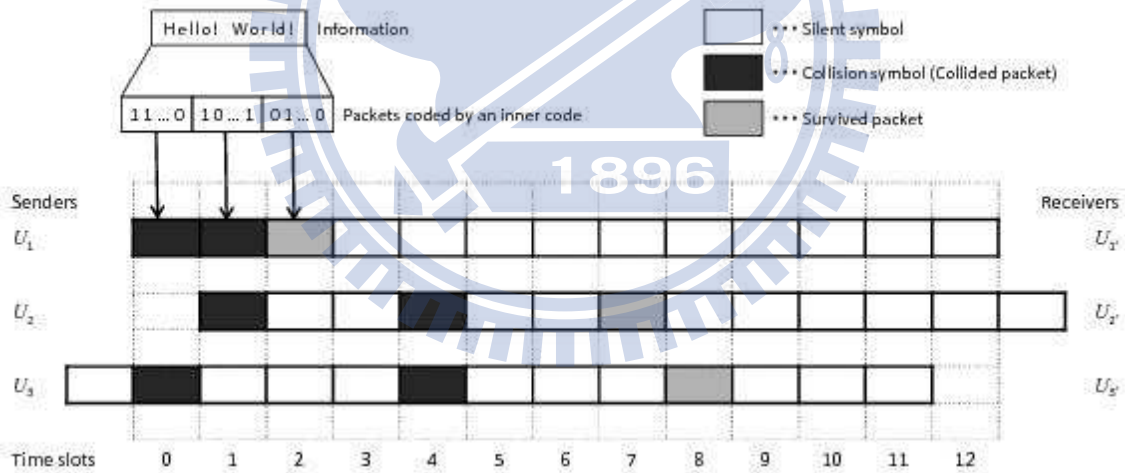 Hello! World! Information
Silent symbol
Collision symbol (Collided packet)
11...0 10...1 01...0 Packets coded by an inner code
Survived packet
1896
Senders Receivers
U₁ U₁'
U₂ U₂'
U₃ U₃'
Time slots 0 1 2 3 4 5 6 7 8 9 10 11 12